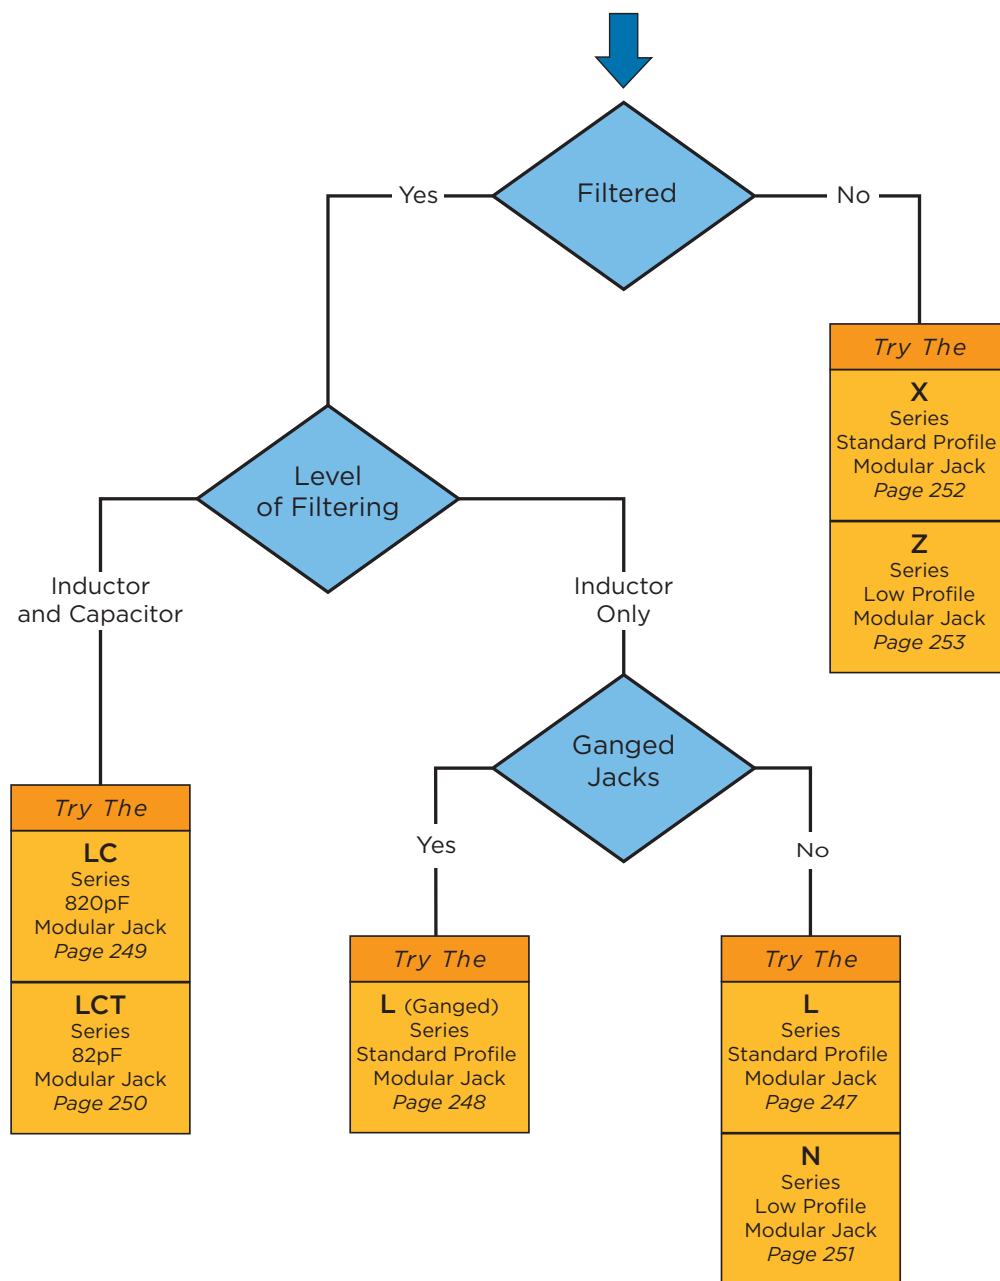 Filtered
Yes
No
Try The
X
Series
Standard Profile
Modular Jack
Page 252
Z
Series
Low Profile
Modular Jack
Page 253
Level
of Filtering
Inductor
and Capacitor
Inductor
Only
Ganged
Jacks
Yes
No
Try The
LC
Series
820pF
Modular Jack
Page 249
LCT
Series
82pF
Modular Jack
Page 250
Try The
L (Ganged)
Series
Standard Profile
Modular Jack
Page 248
Try The
L
Series
Standard Profile
Modular Jack
Page 247
N
Series
Low Profile
Modular Jack
Page 251